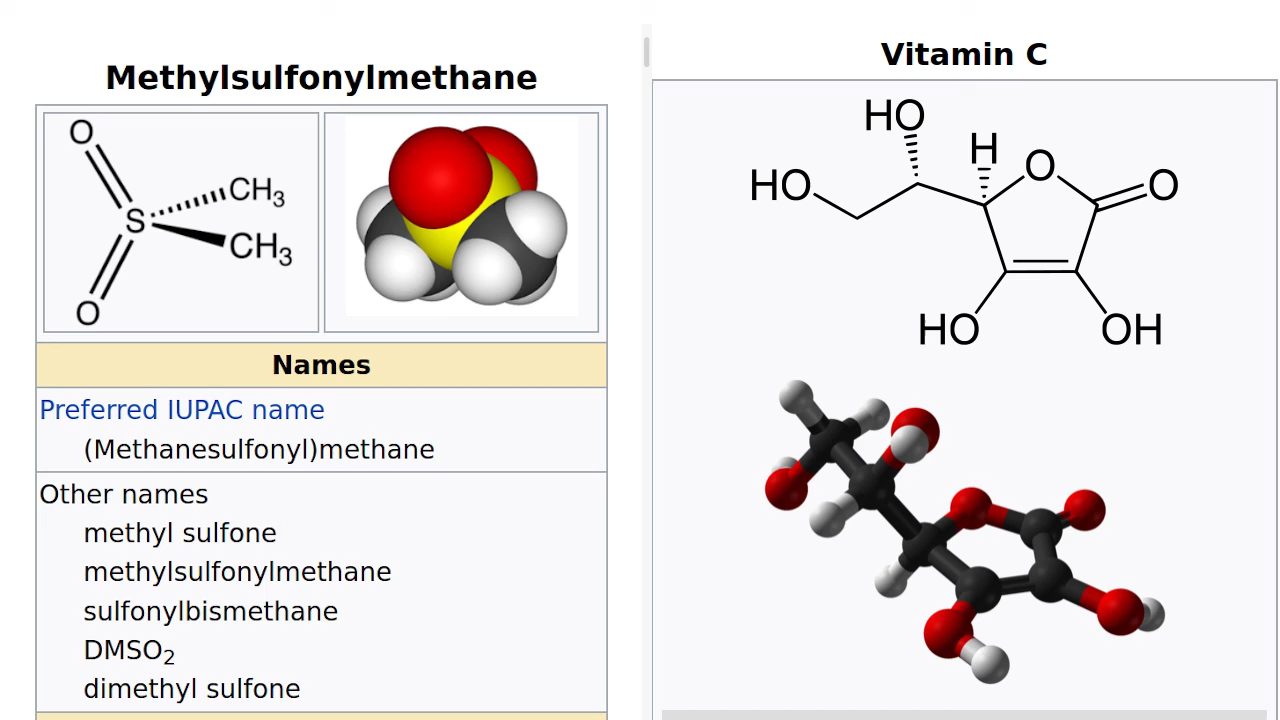 Methylsulfonylmethane
O
S
CH3
CH3
O
Names
Preferred IUPAC name
(Methanesulfonyl)methane
Other names
methyl sulfone
methylsulfonylmethane
sulfonylbismethane
DMSO2
dimethyl sulfone
Vitamin C
HO
H
O
HO
O
HO
OH